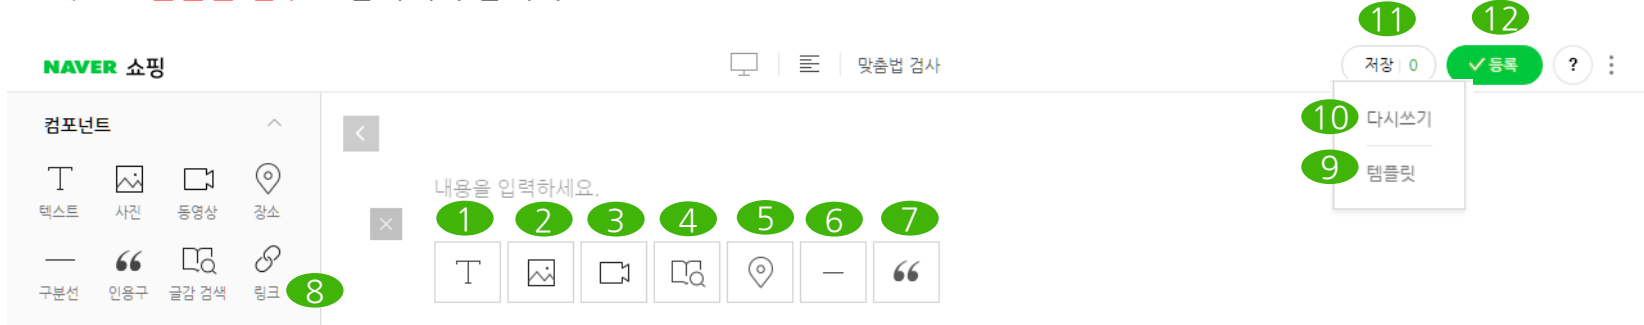 11 12
NAVER 쇼핑 맞춤법 검사 저장 0 등록 ?
컴포넌트
10 다시쓰기
9 템플릿
내용을 입력하세요.
텍스트 사진 동영상 장소
1 2 3 4 5 6 7
구분선 인용구 글감 검색 링크 8